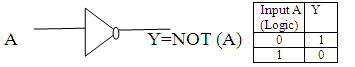 A
Y=NOT (A)
Input A Y
(Logic)
0 1
1 0